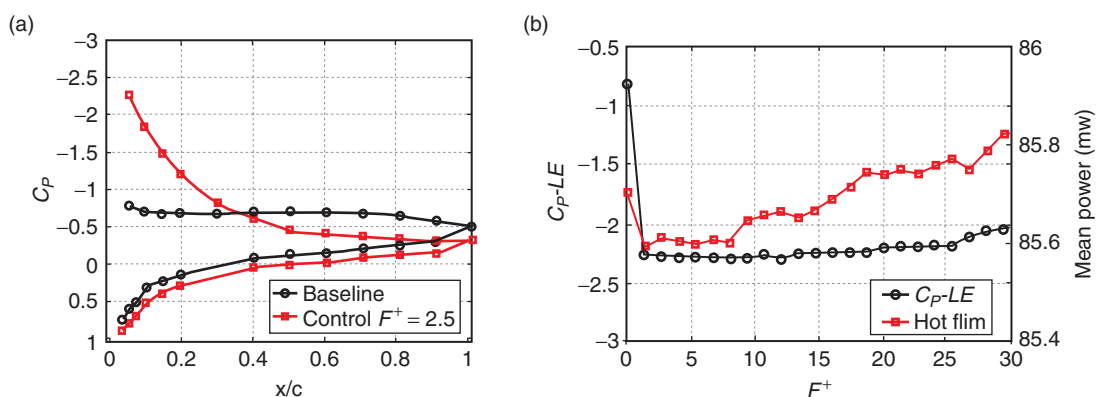 (a)
−3
−2.5
−2
−1.5
−1
−0.5
0
0.5
1
C_P
0
0.2
0.4
0.6
0.8
1
x/c
Baseline
Control F⁺ = 2.5
(b)
−0.5
−1
−1.5
−2
−2.5
−3
C_P-LE
0
5
10
15
20
25
30
F⁺
86
85.8
85.6
85.4
Mean power (mw)
C_P-LE
Hot flim